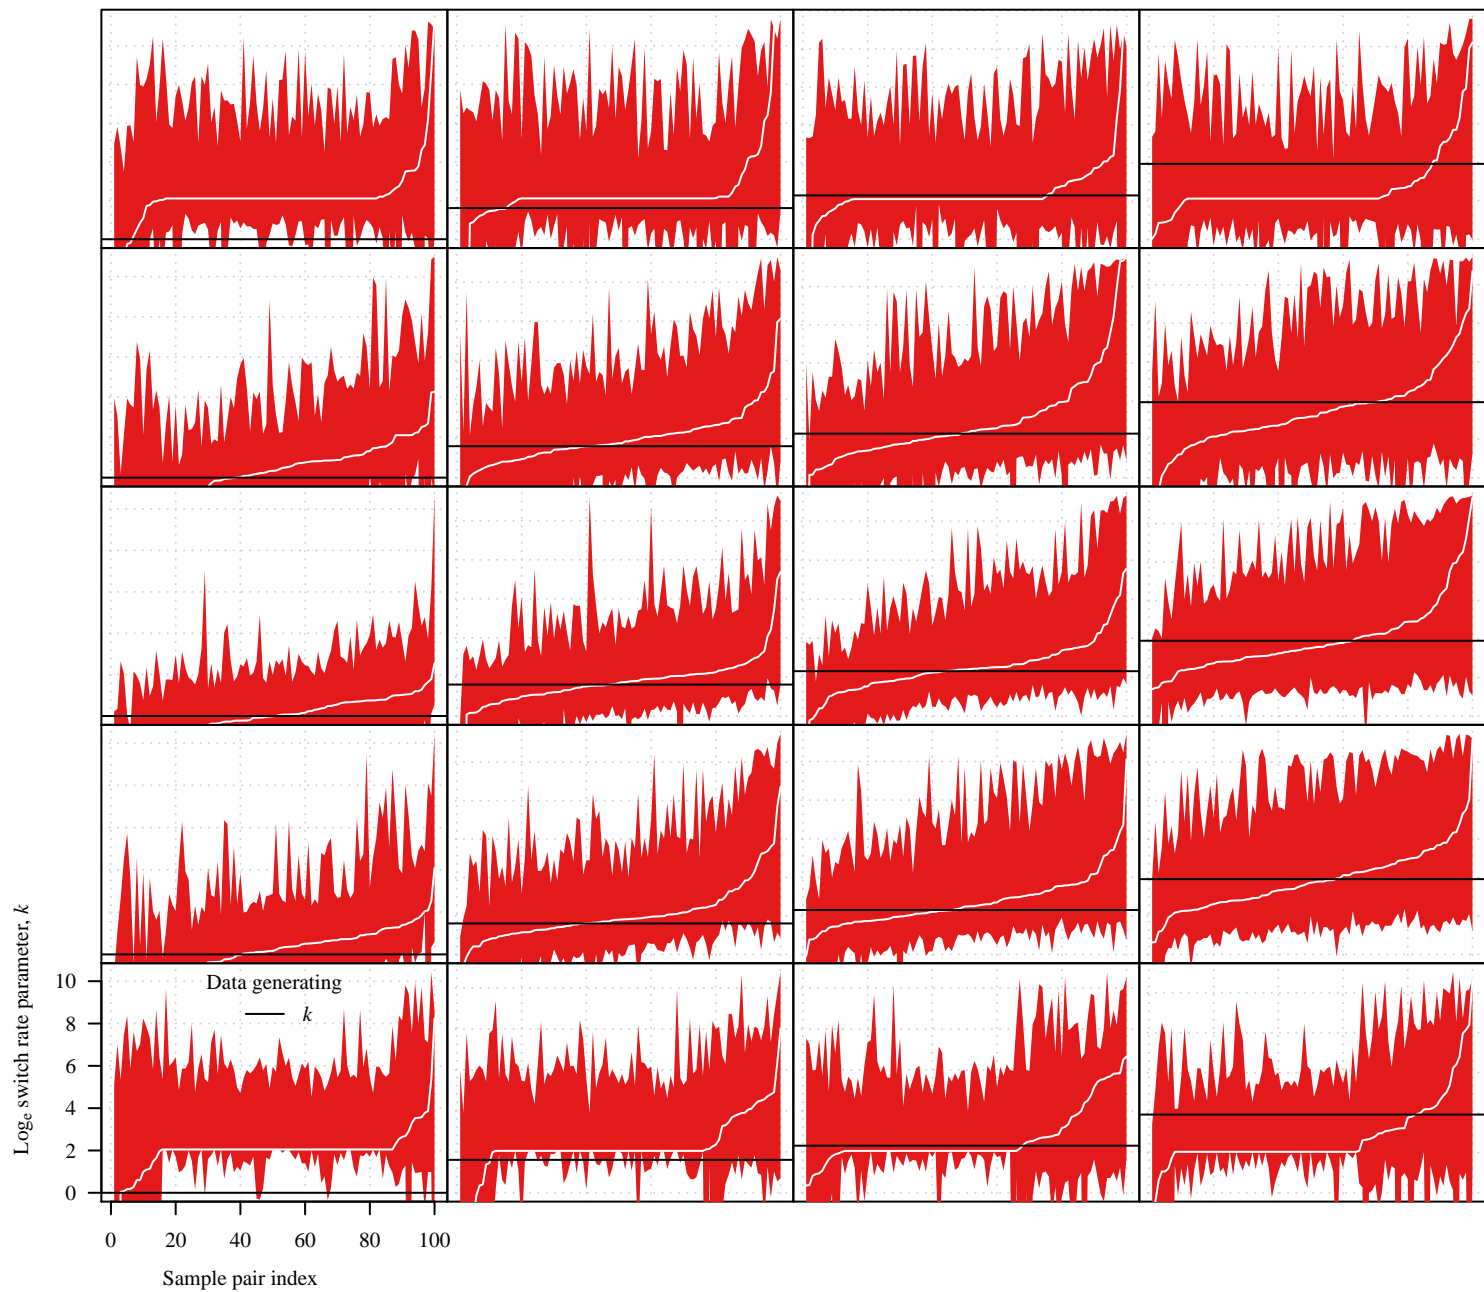 Data generating
k
Logₑ switch rate parameter, k
10
8
6
4
2
0
0 20 40 60 80 100
Sample pair index